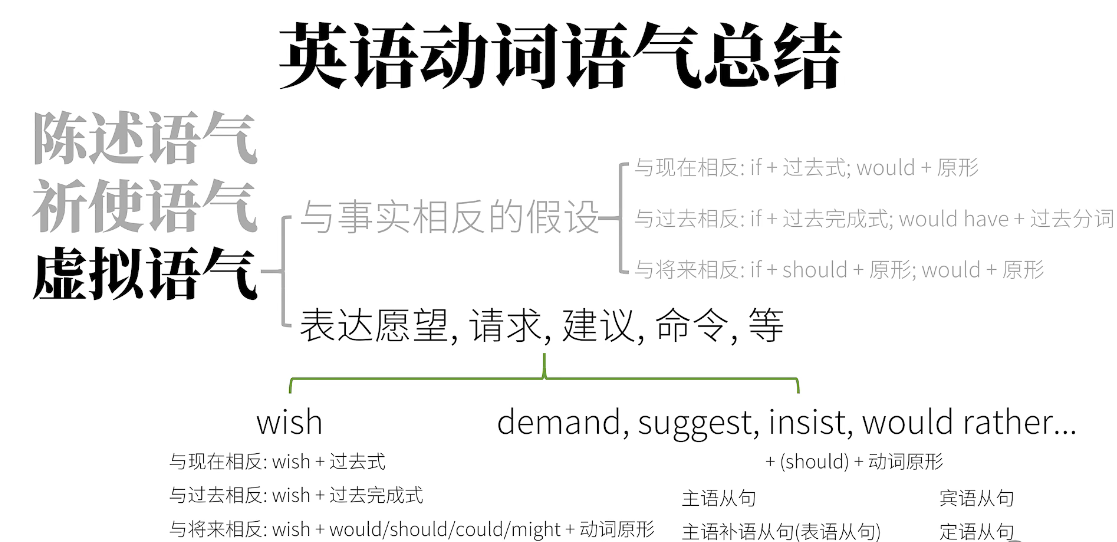 英语动词语气总结
陈述语气
祈使语气
虚拟语气
与事实相反的假设
与现在相反: if + 过去式; would + 原形
与过去相反: if + 过去完成式; would have + 过去分词
与将来相反: if + should + 原形; would + 原形
表达愿望, 请求, 建议, 命令, 等
wish
与现在相反: wish + 过去式
与过去相反: wish + 过去完成式
与将来相反: wish + would/should/could/might + 动词原形
demand, suggest, insist, would rather...
+ (should) + 动词原形
主语从句
宾语从句
主语补语从句(表语从句)
定语从句